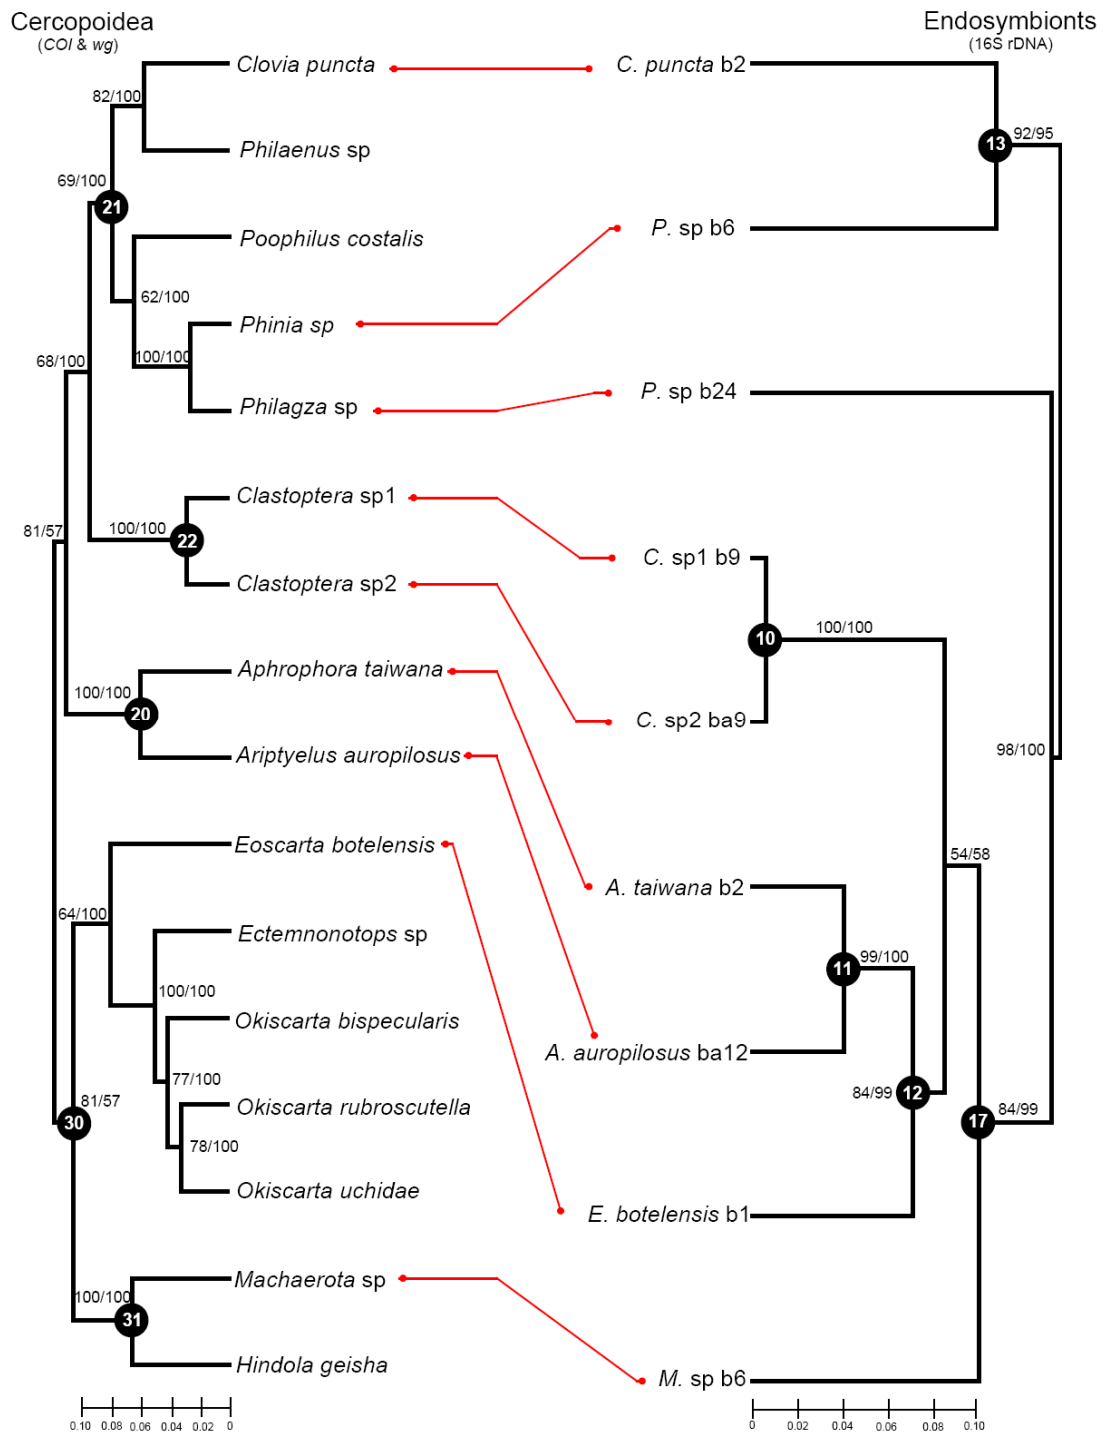 Cercopoidea
(COI & wg)
Endosymbionts
(16S rDNA)
Clovia puncta
C. puncta b2
82/100
92/95
13
Philaenus sp
69/100
21
P. sp b6
Poophilus costalis
62/100
Phinia sp
100/100
68/100
P. sp b24
Philagza sp
Clastoptera sp1
81/57
100/100
22
C. sp1 b9
Clastoptera sp2
10
100/100
Aphrophora taiwana
100/100
20
C. sp2 ba9
Ariptyelus auropilosus
98/100
Eoscarta botelensis
54/58
A. taiwana b2
64/100
Ectemnonotops sp
11
99/100
100/100
Okiscarta bispecularis
A. auropilosus ba12
77/100
81/57
30
Okiscarta rubroscutella
84/99
12
84/99
17
78/100
Okiscarta uchidae
E. botelensis b1
Machaerota sp
100/100
31
Hindola geisha
M. sp b6
0.10 0.08 0.06 0.04 0.02 0
0 0.02 0.04 0.06 0.08 0.10